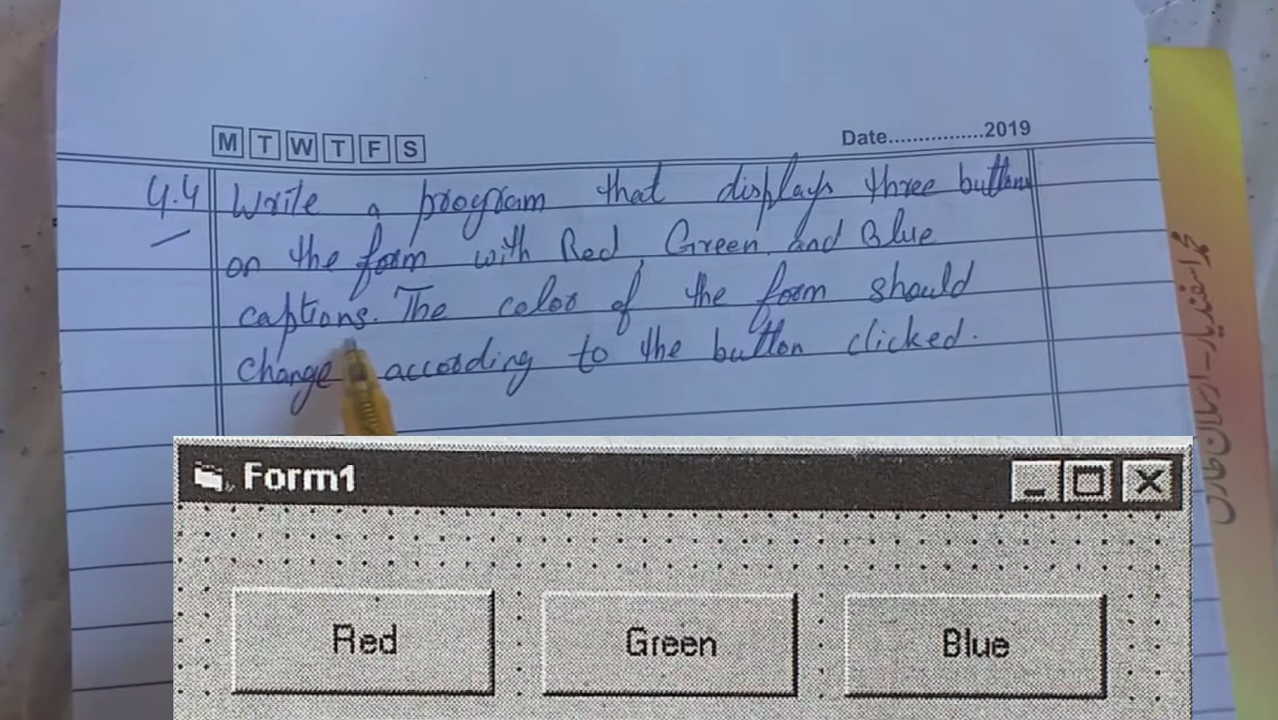 M T W T F S
Date................2019
4.4 Write a program that displays three buttons
on the form with Red, Green and Blue
captions. The color of the form should
change according to the button clicked.
Form1
Red Green Blue